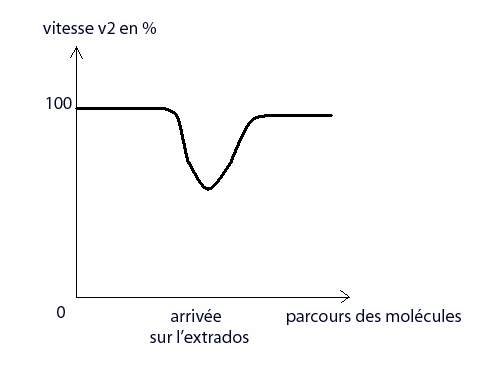 vitesse v2 en %
100
0
arrivée
sur l'extrados
parcours des molécules